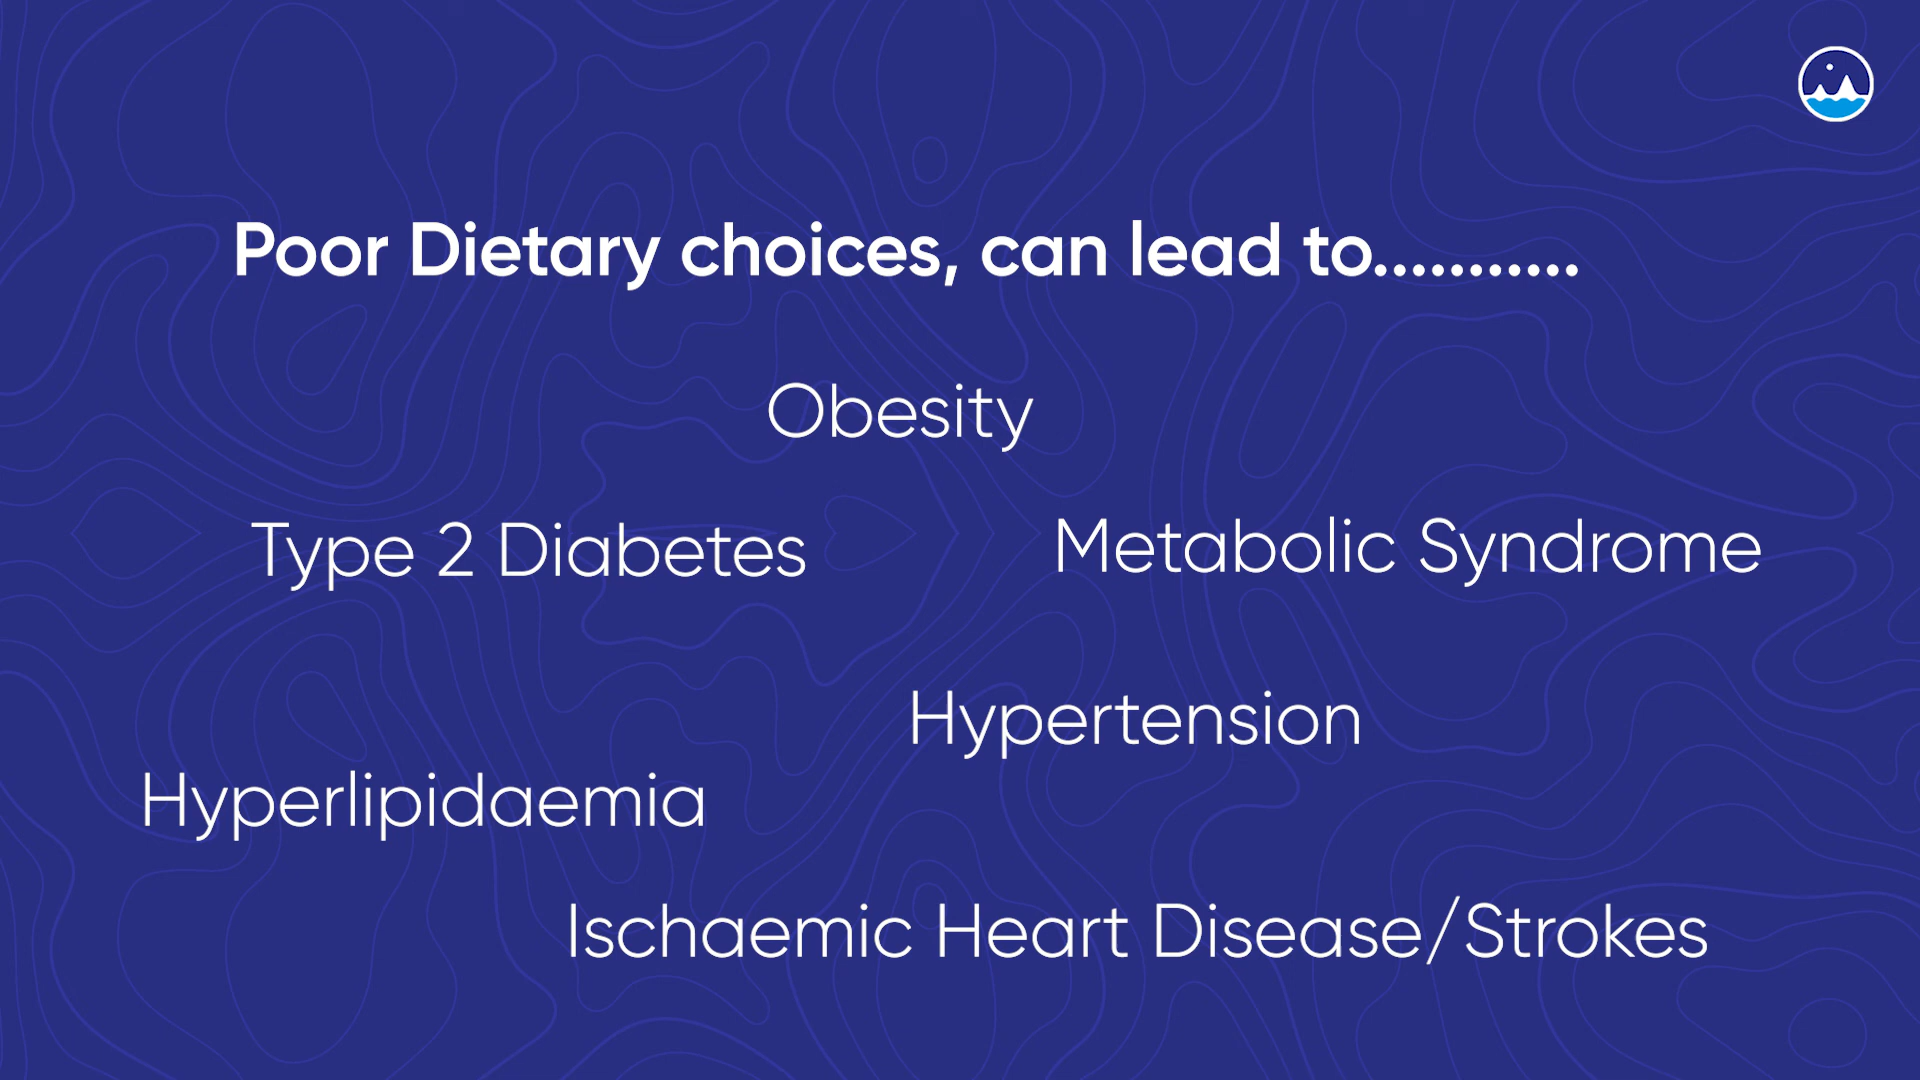 Poor Dietary choices, can lead to...........
Obesity
Type 2 Diabetes
Metabolic Syndrome
Hypertension
Hyperlipidaemia
Ischaemic Heart Disease/Strokes